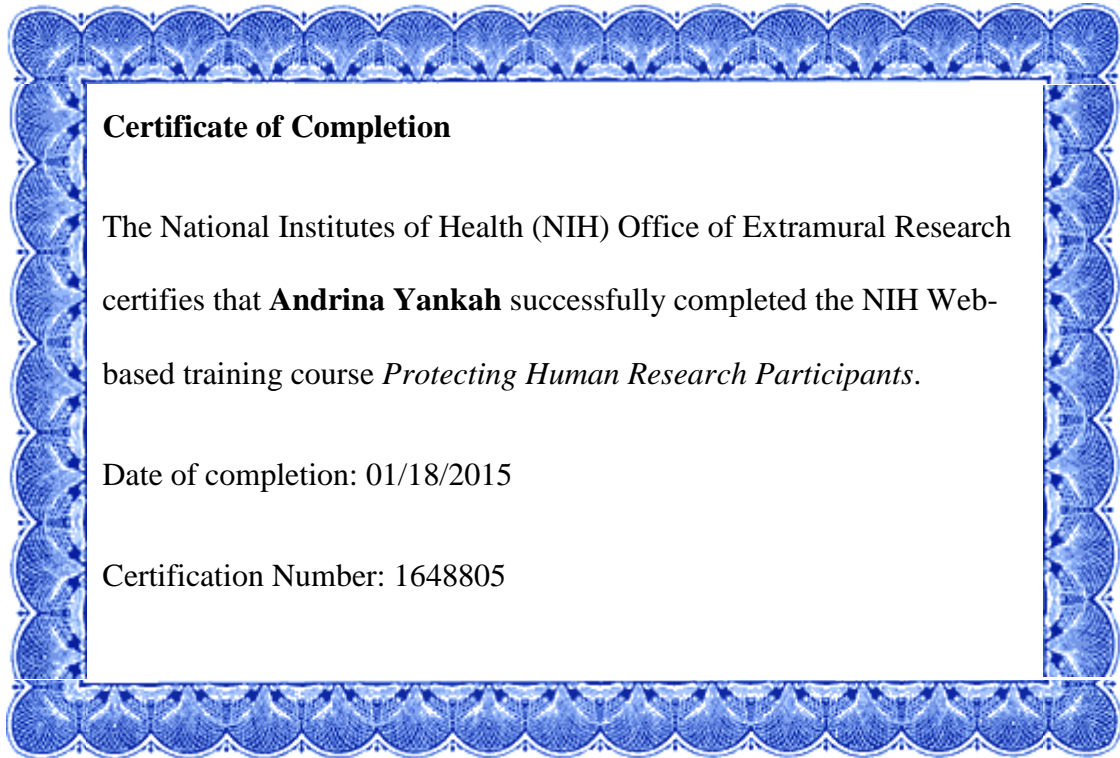 Certificate of Completion
The National Institutes of Health (NIH) Office of Extramural Research
certifies that Andrina Yankah successfully completed the NIH Web-
based training course Protecting Human Research Participants.
Date of completion: 01/18/2015
Certification Number: 1648805